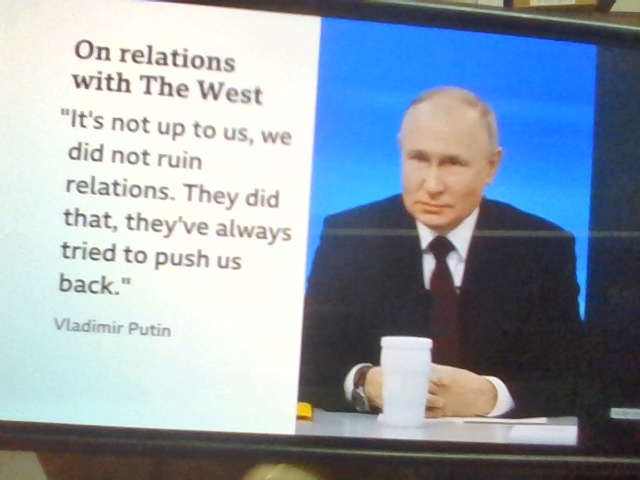 On relations
with The West
"It's not up to us, we
did not ruin
relations. They did
that, they've always
tried to push us
back."
Vladimir Putin